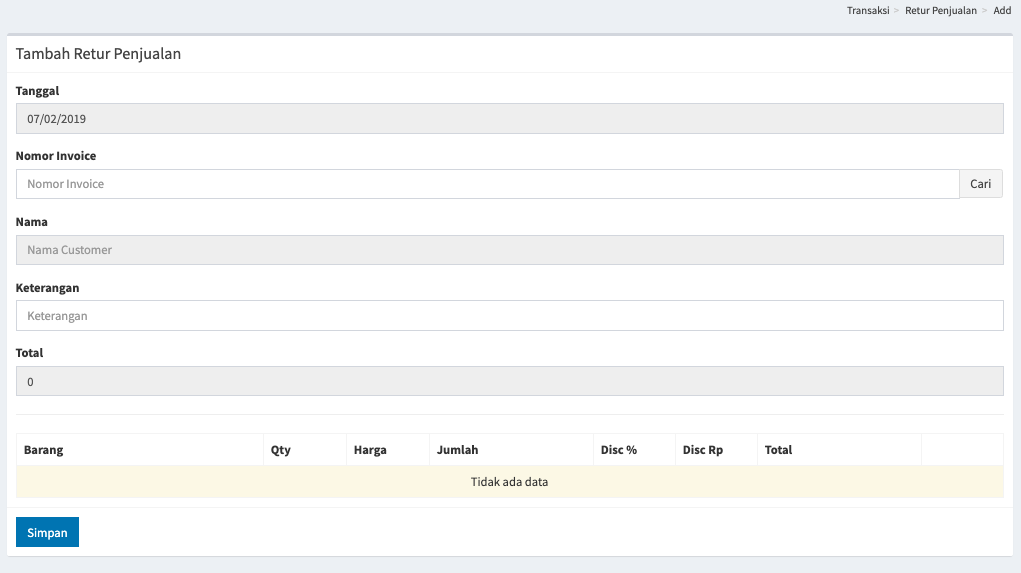 Transaksi > Retur Penjualan > Add
Tambah Retur Penjualan
Tanggal
07/02/2019
Nomor Invoice
Nomor Invoice Cari
Nama
Nama Customer
Keterangan
Keterangan
Total
0
Barang Qty Harga Jumlah Disc % Disc Rp Total
Tidak ada data
Simpan